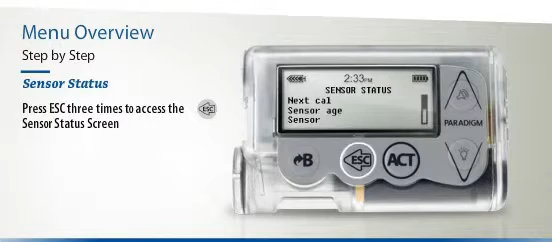 Menu Overview
Step by Step
Sensor Status
Press ESC three times to access the
Sensor Status Screen
ESC
2:33PM
SENSOR STATUS
Next cal
Sensor age
Sensor
PARADIGM
B
ESC
ACT